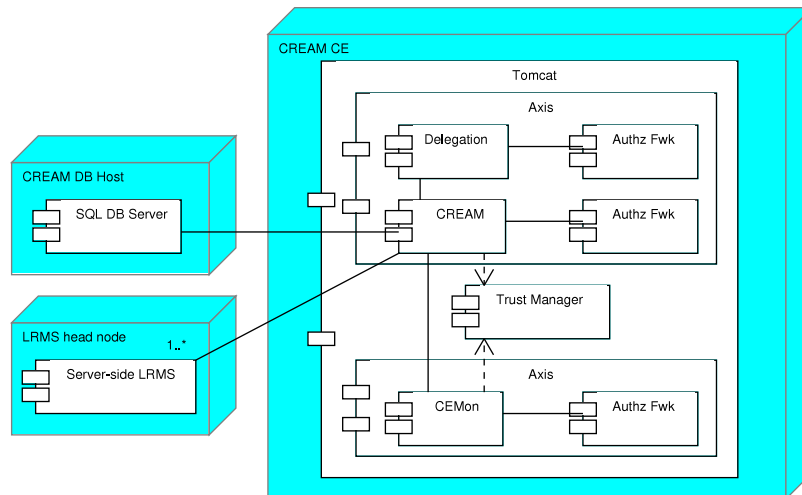 CREAM CE
Tomcat
Axis
Delegation
Authz Fwk
CREAM DB Host
SQL DB Server
CREAM
Authz Fwk
Trust Manager
LRMS head node
1..*
Server-side LRMS
Axis
CEMon
Authz Fwk